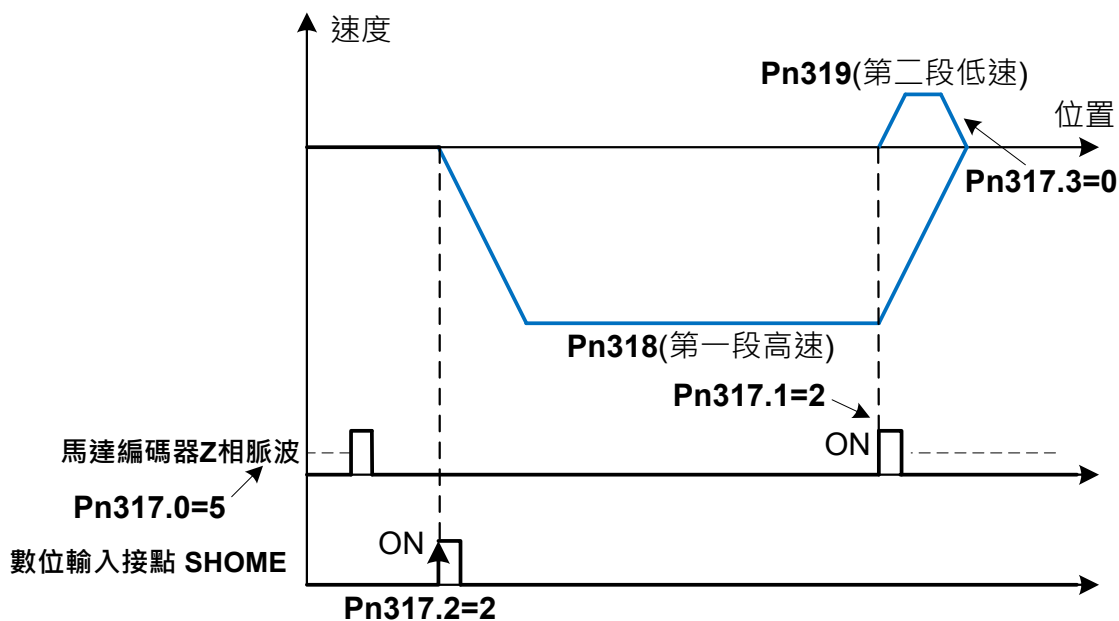 速度
Pn319(第二段低速)
位置
Pn317.3=0
Pn318(第一段高速)
Pn317.1=2
馬達編碼器Z相脈波
ON
Pn317.0=5
ON
數位輸入接點 SHOME
Pn317.2=2